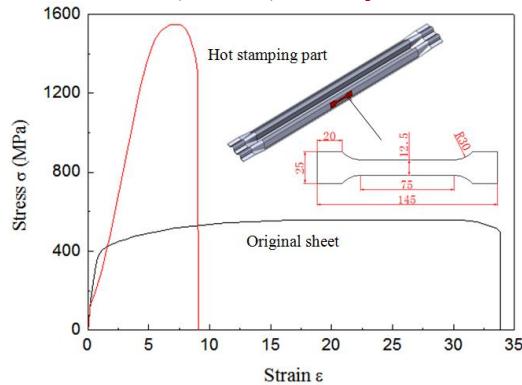 1600
1200
800
400
0
Stress σ (MPa)
Hot stamping part
Original sheet
20
25
12.5
R30
75
145
0 5 10 15 20 25 30 35
Strain ε